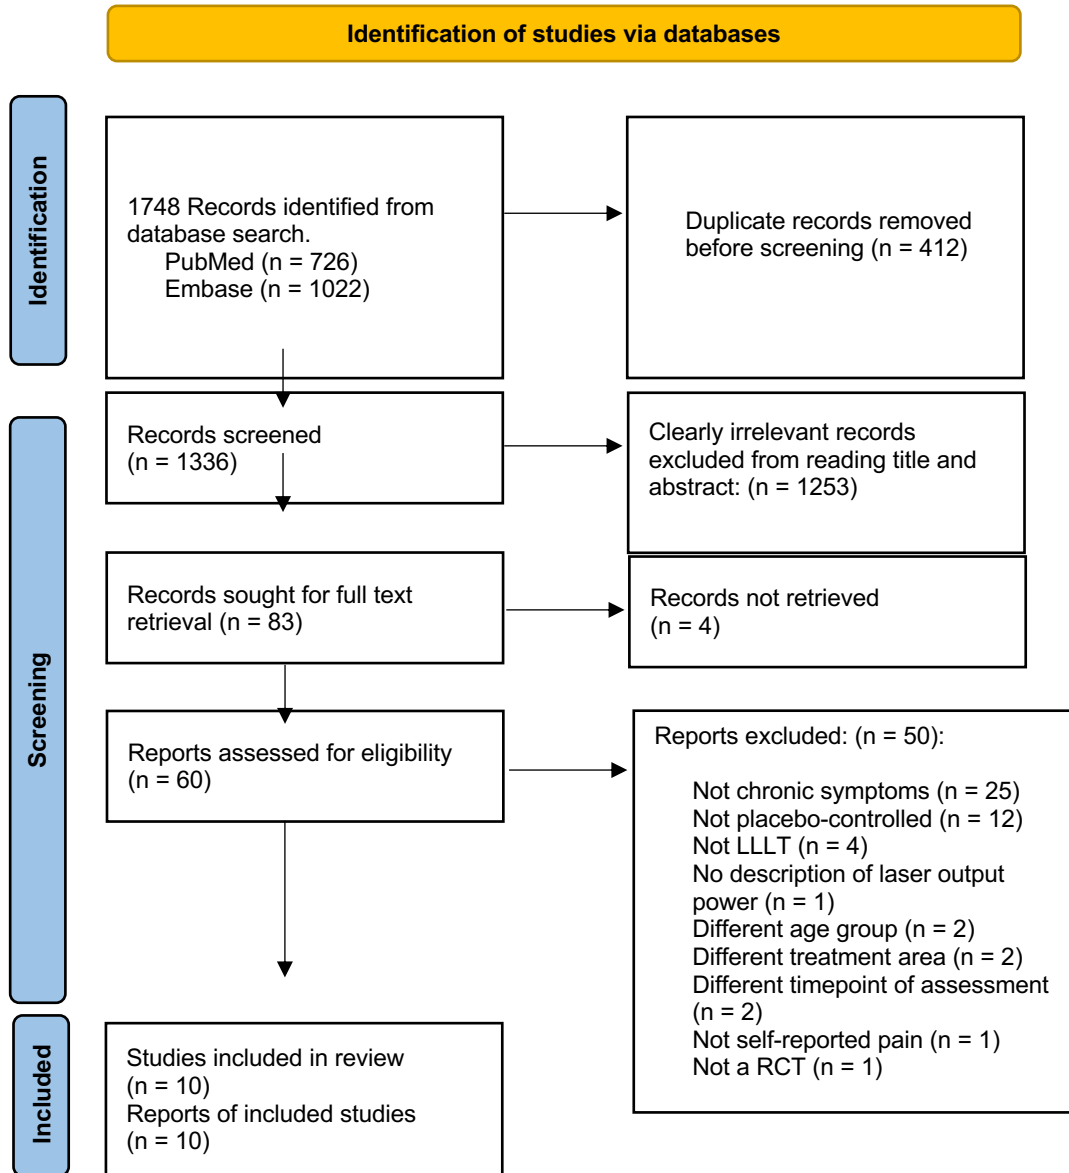 Identification of studies via databases
Identification
1748 Records identified from
database search.
PubMed (n = 726)
Embase (n = 1022)
Duplicate records removed
before screening (n = 412)
Screening
Records screened
(n = 1336)
Clearly irrelevant records
excluded from reading title and
abstract: (n = 1253)
Records sought for full text
retrieval (n = 83)
Records not retrieved
(n = 4)
Reports assessed for eligibility
(n = 60)
Reports excluded: (n = 50):
Not chronic symptoms (n = 25)
Not placebo-controlled (n = 12)
Not LLLT (n = 4)
No description of laser output
power (n = 1)
Different age group (n = 2)
Different treatment area (n = 2)
Different timepoint of assessment
(n = 2)
Not self-reported pain (n = 1)
Not a RCT (n = 1)
Included
Studies included in review
(n = 10)
Reports of included studies
(n = 10)